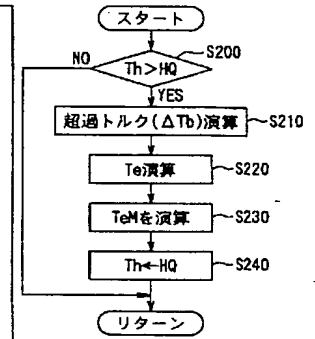 スタート
Th>HQ
S200
NO
YES
超過トルク(ΔTb)演算
S210
Te演算
S220
TeMを演算
S230
Th←HQ
S240
リターン